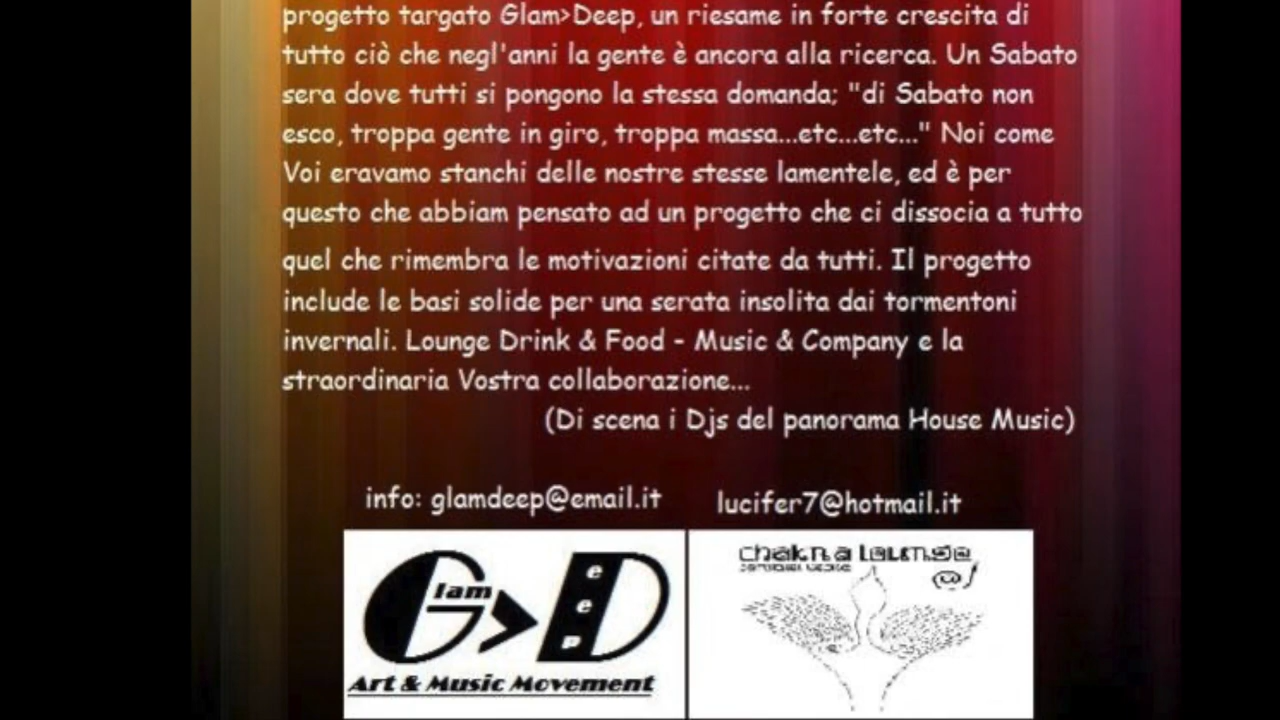 progetto targato Glam>Deep, un riesame in forte crescita di
tutto ciò che negl'anni la gente è ancora alla ricerca. Un Sabato
sera dove tutti si pongono la stessa domanda; "di Sabato non
esco, troppa gente in giro, troppa massa...etc...etc..." Noi come
Voi eravamo stanchi delle nostre stesse lamentele, ed è per
questo che abbiam pensato ad un progetto che ci dissocia a tutto
quel che rimembra le motivazioni citate da tutti. Il progetto
include le basi solide per una serata insolita dai tormentoni
invernali. Lounge Drink & Food - Music & Company e la
straordinaria Vostra collaborazione...
(Di scena i Djs del panorama House Music)
info: glamdeep@email.it lucifer7@hotmail.it
Glam>Deep
Art & Music Movement
chakra lounge